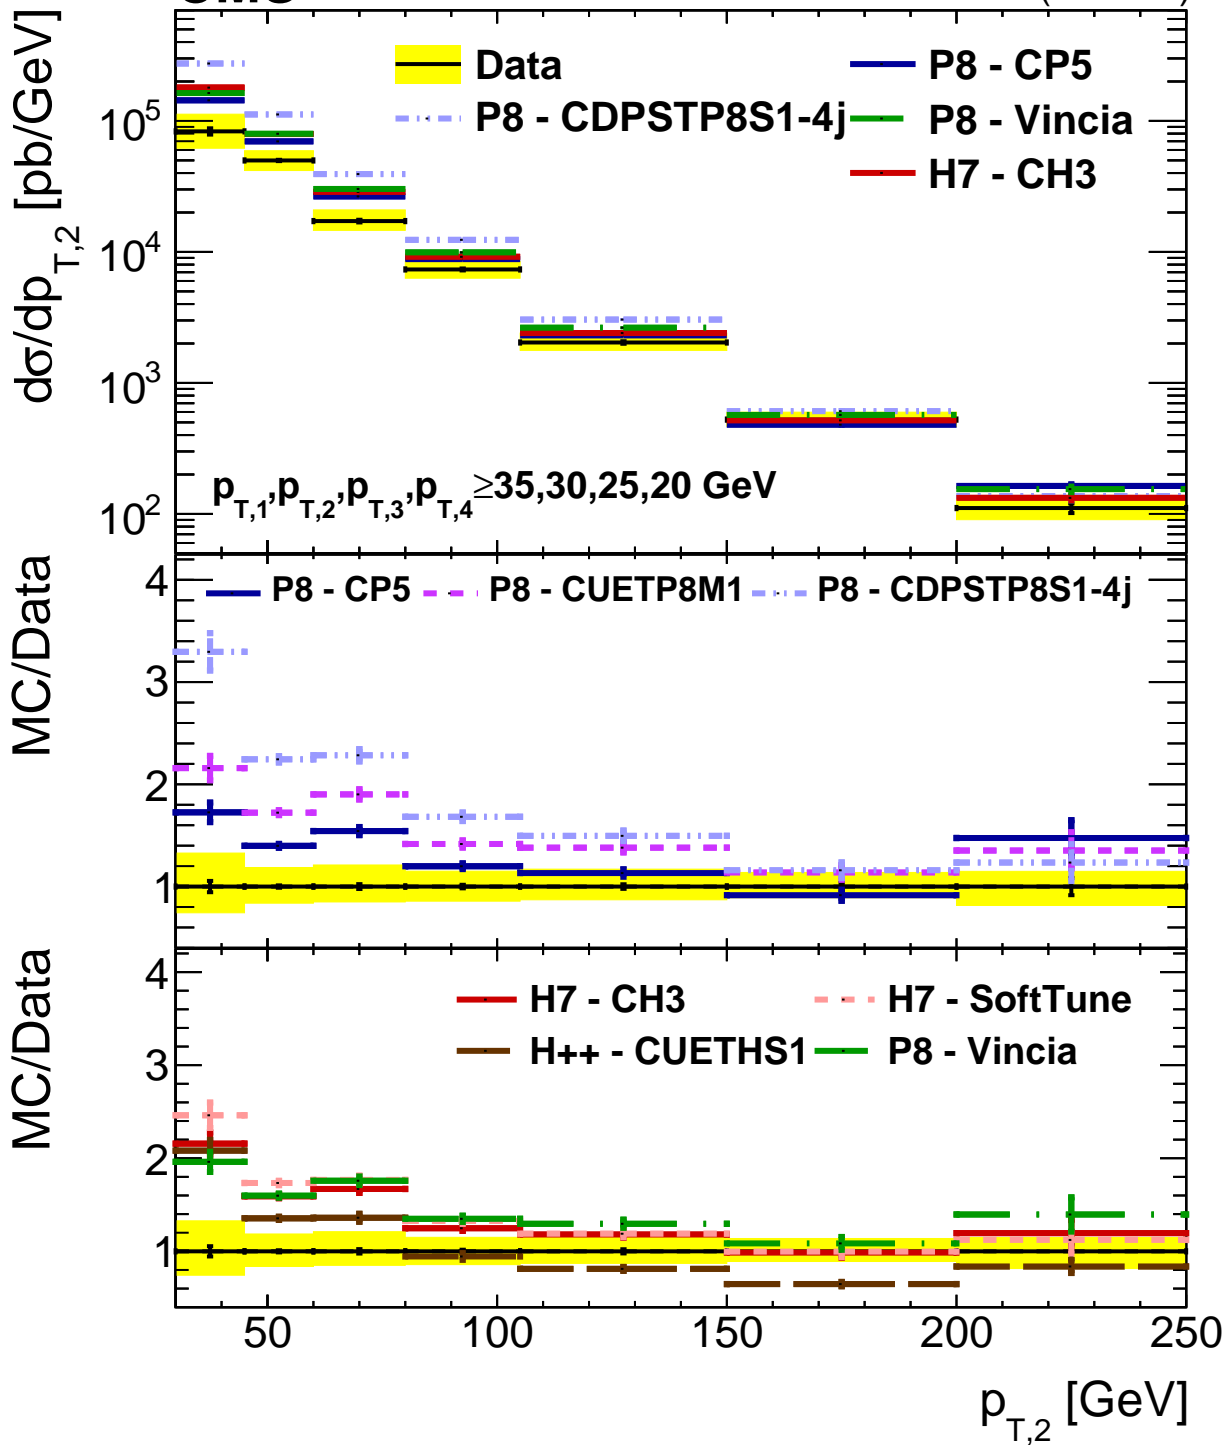 dσ/dp_T,2 [pb/GeV]
Data
P8 - CP5
P8 - CDPSTP8S1-4j
P8 - Vincia
H7 - CH3
10^5
10^4
10^3
10^2
p_T,1,p_T,2,p_T,3,p_T,4≥35,30,25,20 GeV
MC/Data
P8 - CP5 P8 - CUETP8M1 P8 - CDPSTP8S1-4j
4
3
2
1
MC/Data
H7 - CH3 H7 - SoftTune
H++ - CUETHS1 P8 - Vincia
4
3
2
1
50 100 150 200 250
p_T,2 [GeV]